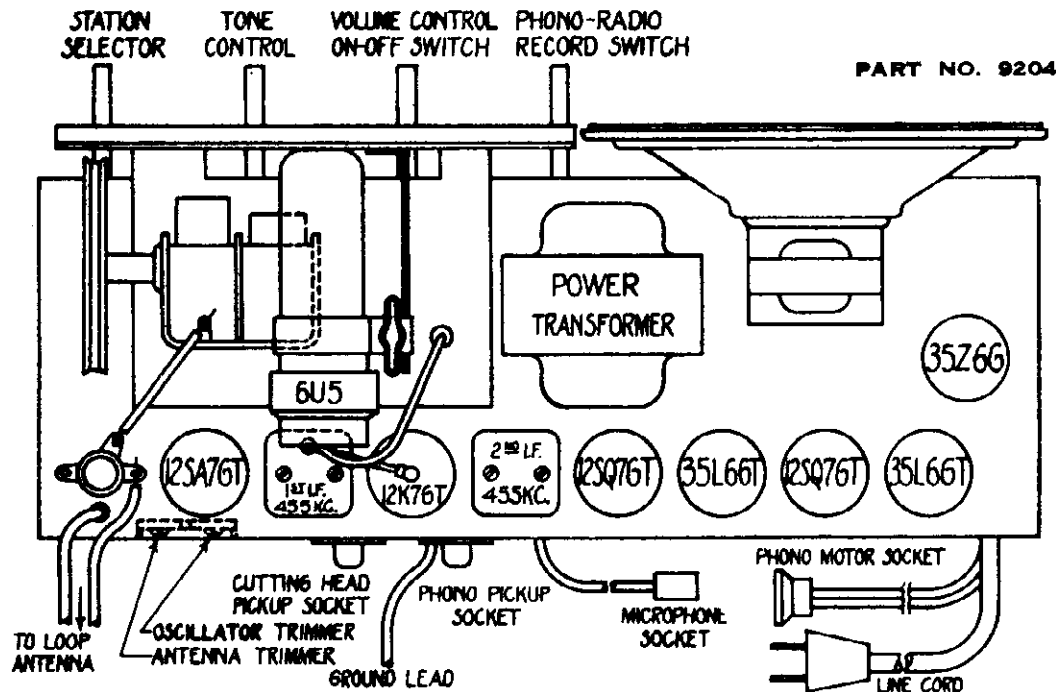 STATION
SELECTOR
TONE
CONTROL
VOLUME CONTROL
ON-OFF SWITCH
PHONO-RADIO
RECORD SWITCH
PART NO. 9204
POWER
TRANSFORMER
35Z6G
6U5
12SA7GT
1ST I.F.
455KC.
12K7GT
2ND I.F.
455KC.
12SQ7GT
35L6GT
12SQ7GT
35L6GT
TO LOOP
ANTENNA
OSCILLATOR TRIMMER
ANTENNA TRIMMER
CUTTING HEAD
PICKUP SOCKET
GROUND LEAD
PHONO PICKUP
SOCKET
MICROPHONE
SOCKET
PHONO MOTOR SOCKET
LINE CORD